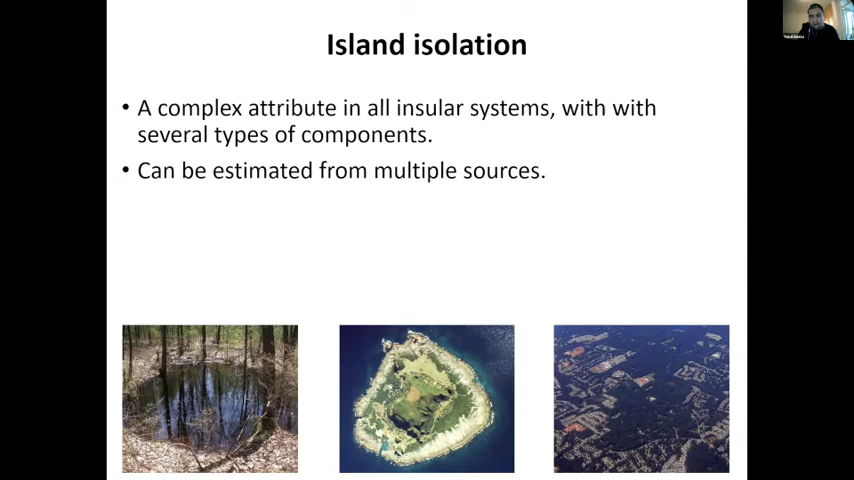 Island isolation
• A complex attribute in all insular systems, with with
several types of components.
• Can be estimated from multiple sources.